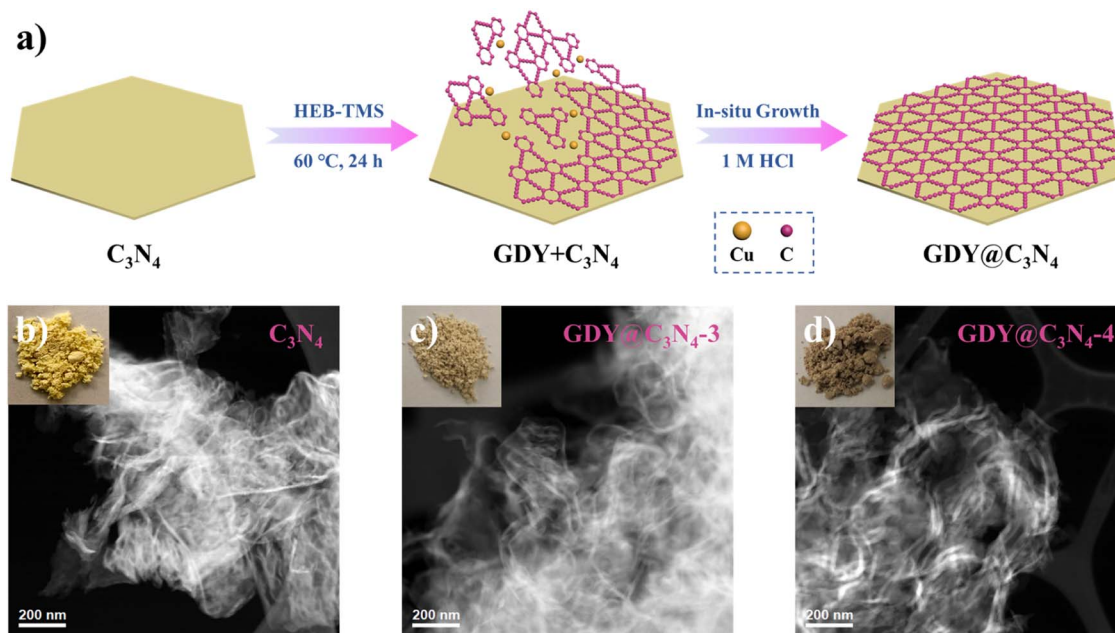 a)
HEB-TMS
60 °C, 24 h
In-situ Growth
1 M HCl
Cu
C
C₃N₄
GDY+C₃N₄
GDY@C₃N₄
b)
C₃N₄
200 nm
c)
GDY@C₃N₄-3
200 nm
d)
GDY@C₃N₄-4
200 nm